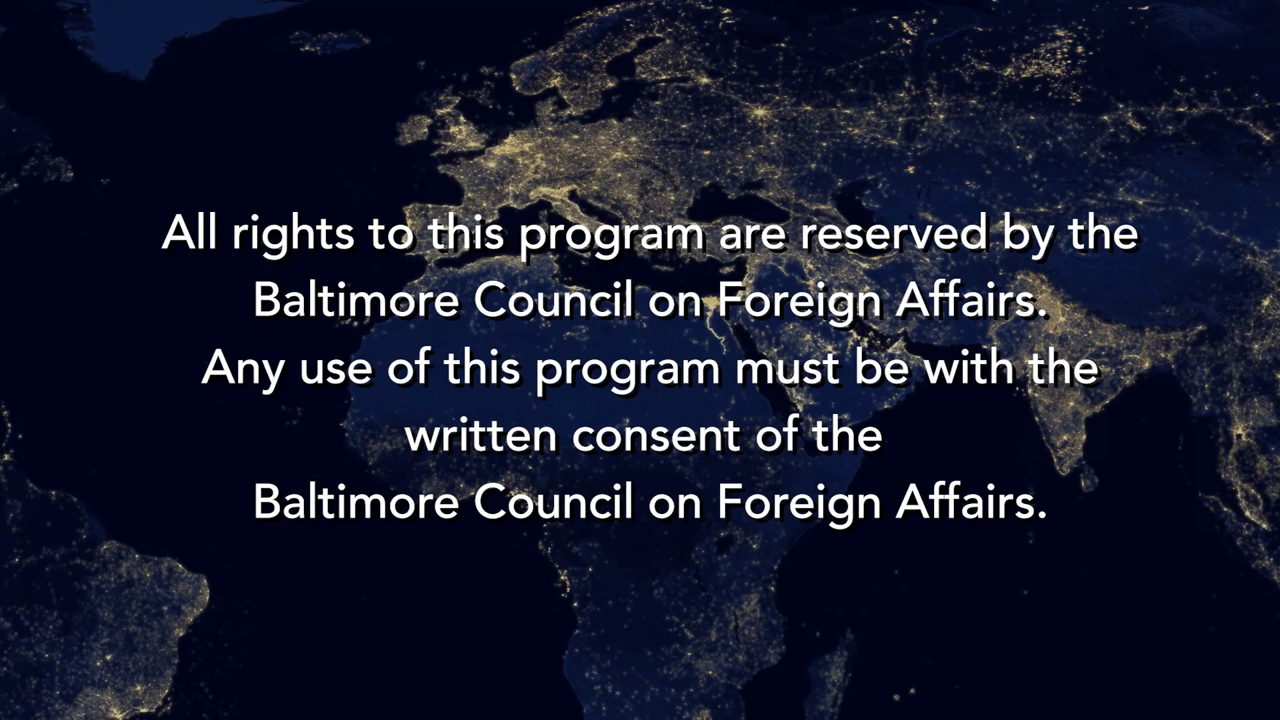 All rights to this program are reserved by the
Baltimore Council on Foreign Affairs.
Any use of this program must be with the
written consent of the
Baltimore Council on Foreign Affairs.